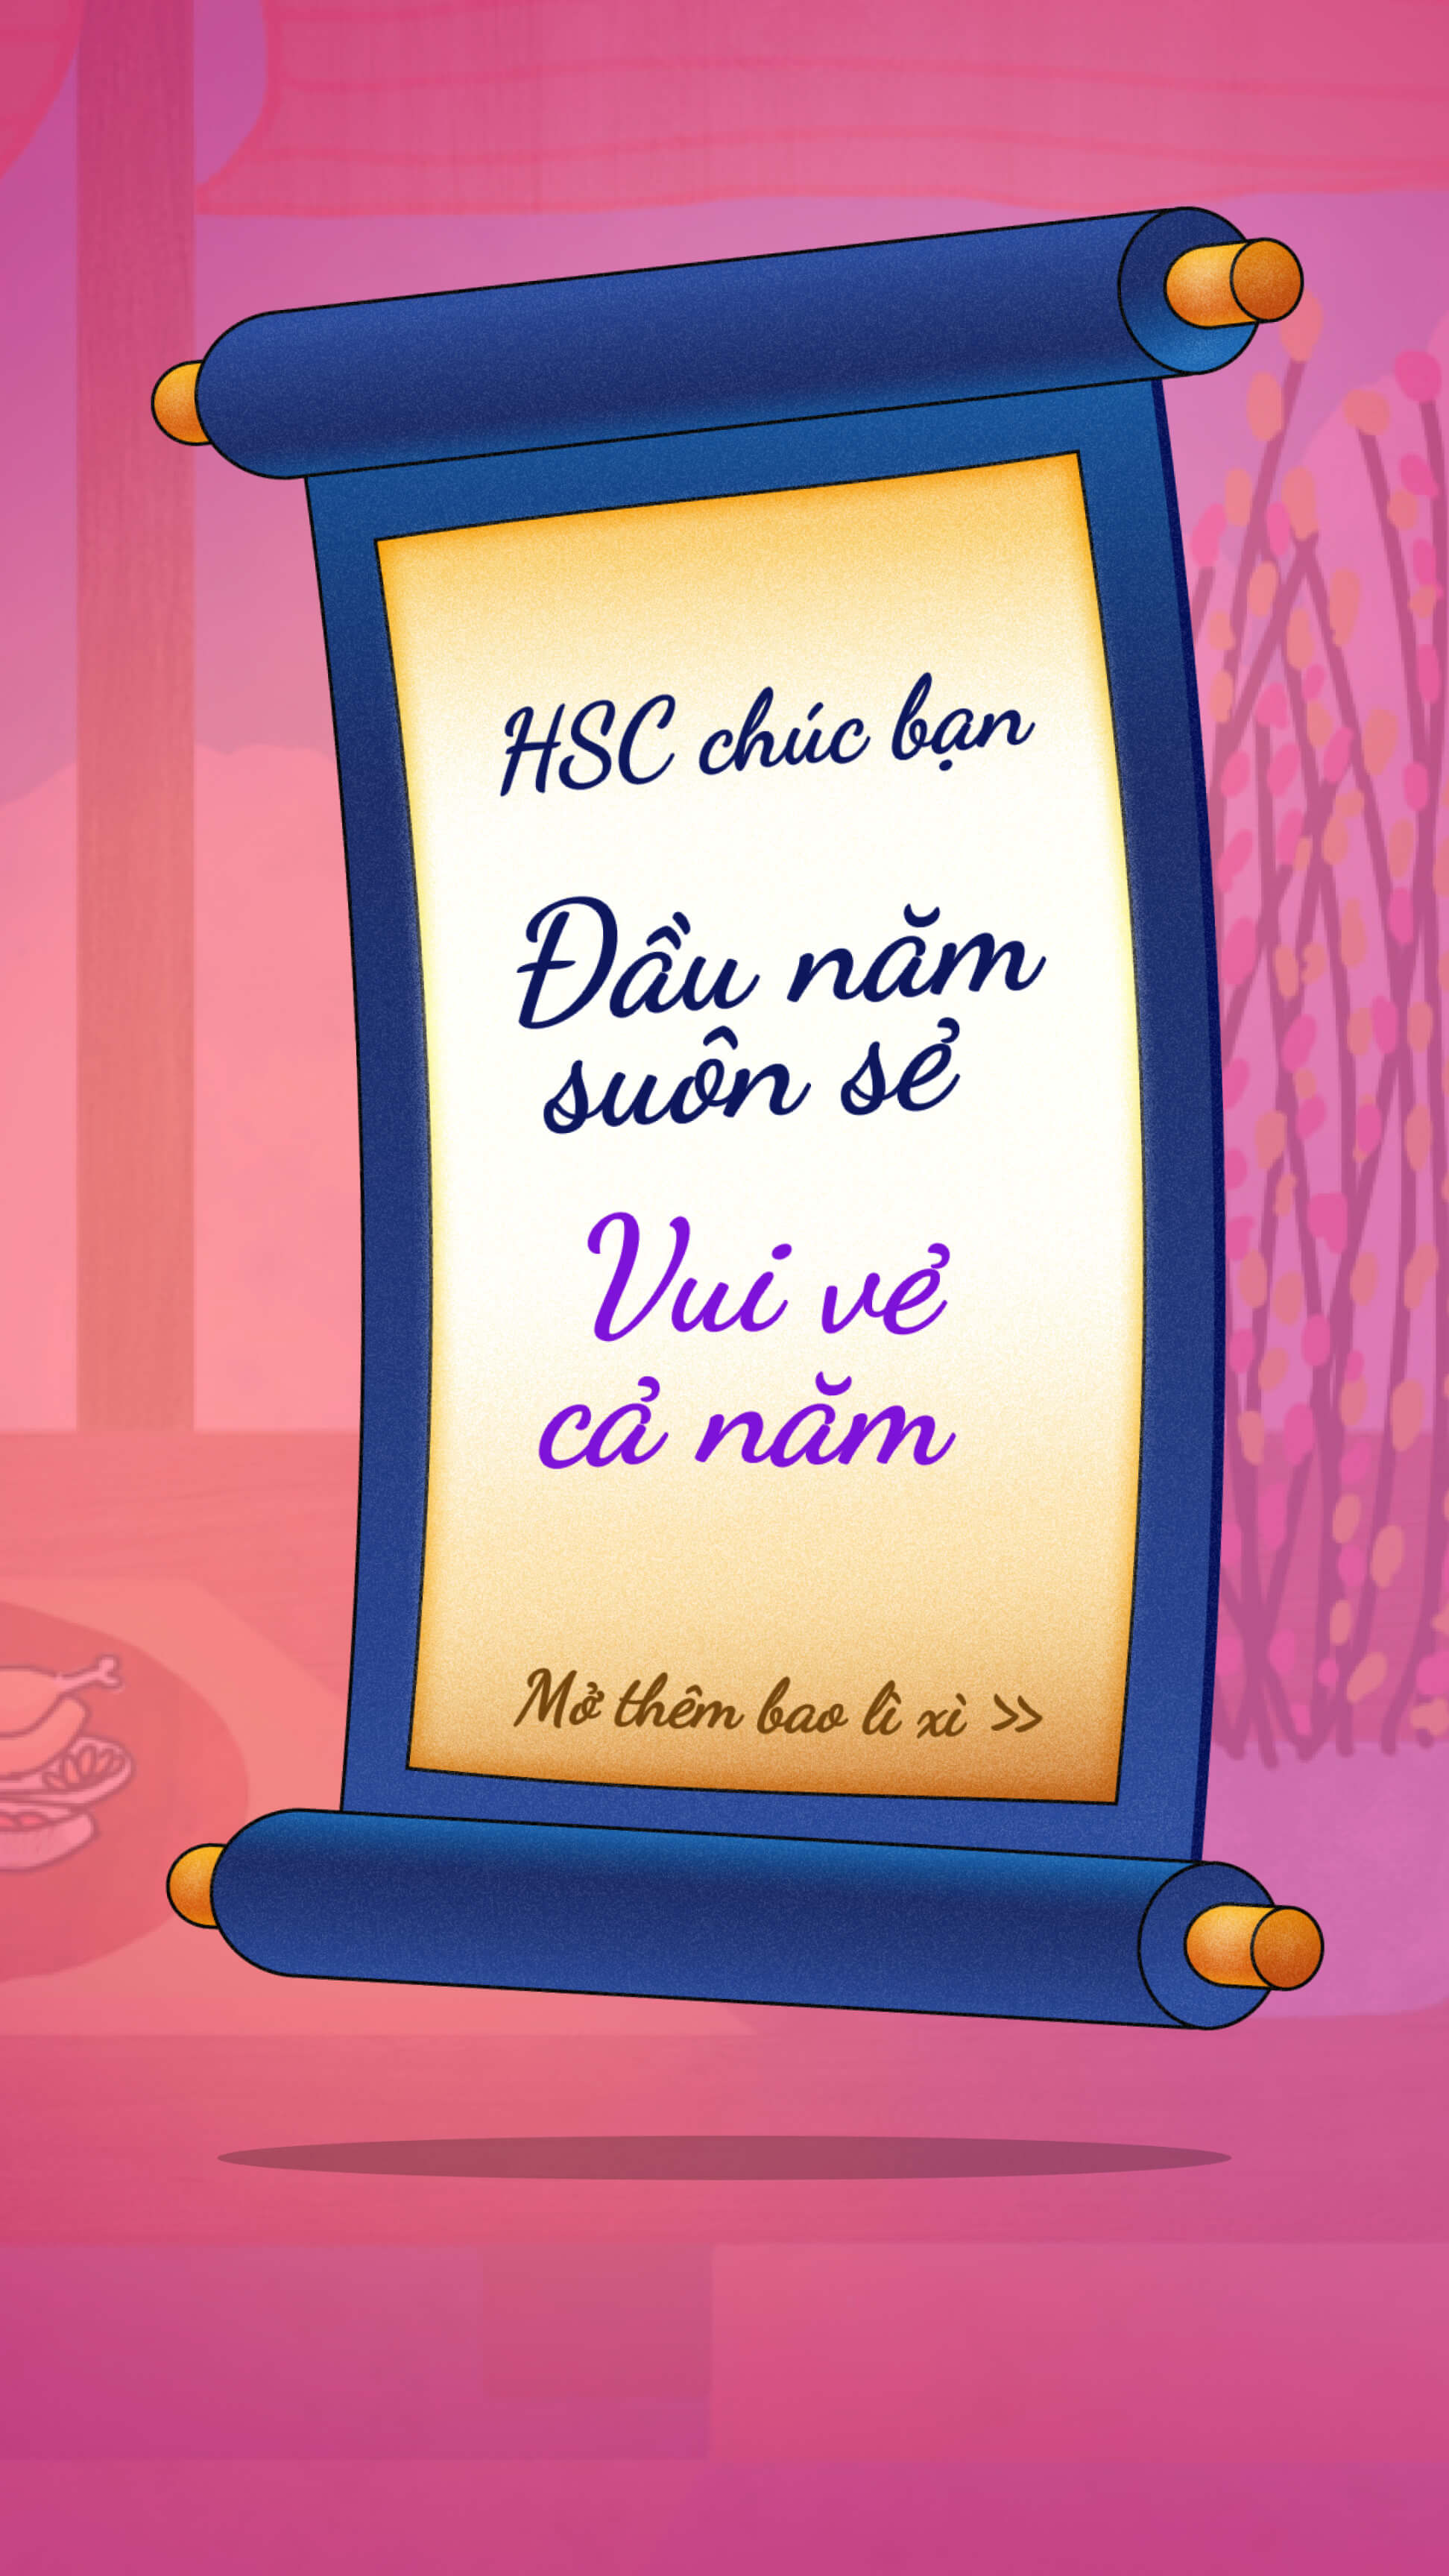 HSC chúc bạn
Đầu năm
suôn sẻ
Vui vẻ
cả năm
Mở thêm bao lì xì >>